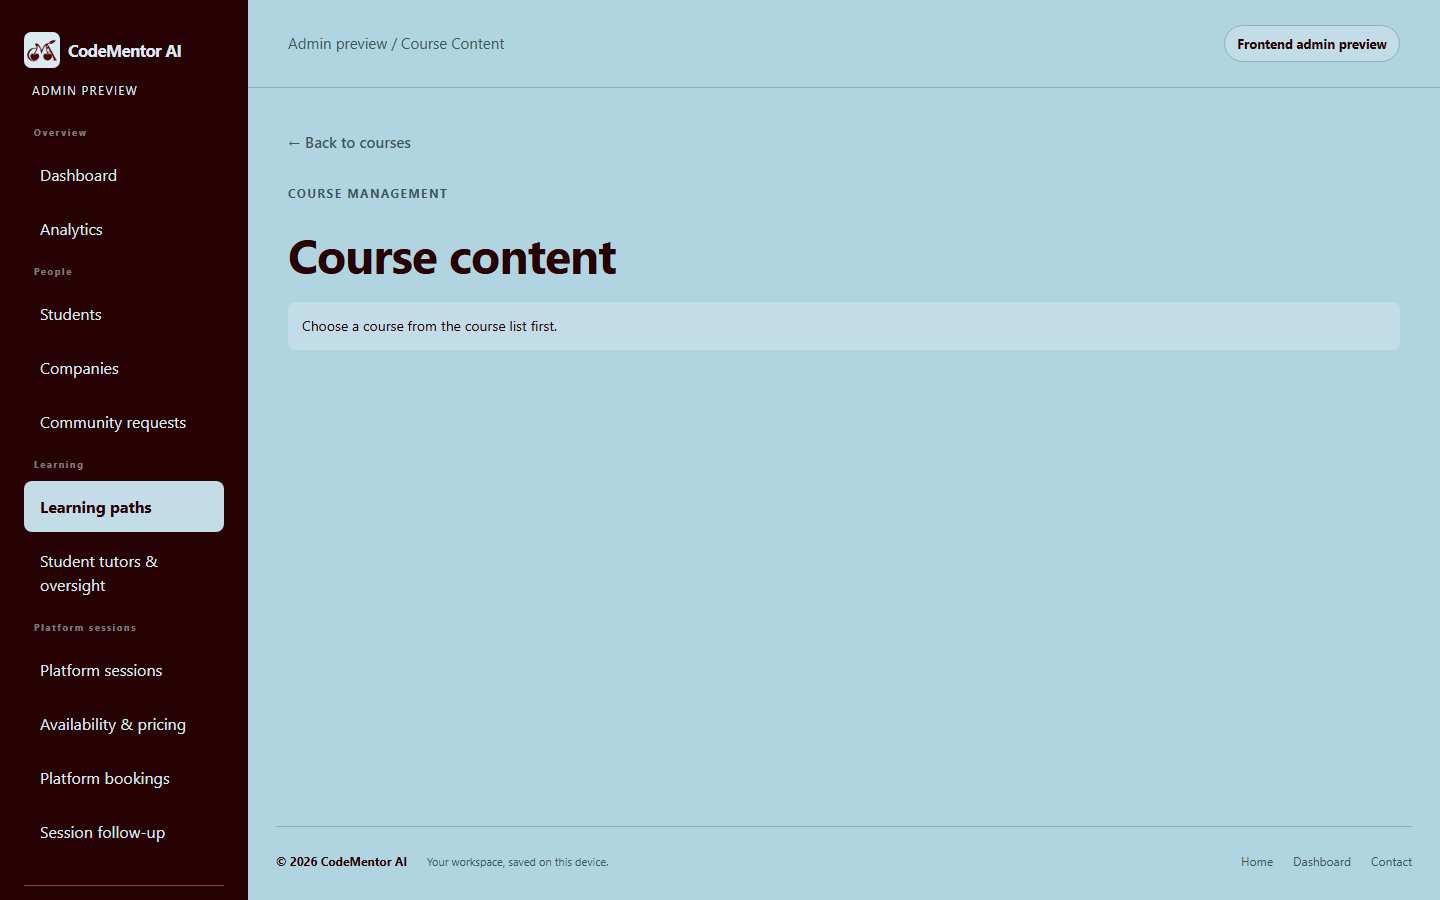 CodeMentor AI
ADMIN PREVIEW
Overview
Dashboard
Analytics
People
Students
Companies
Community requests
Learning
Learning paths
Student tutors &
oversight
Platform sessions
Platform sessions
Availability & pricing
Platform bookings
Session follow-up
Admin preview / Course Content
Frontend admin preview
← Back to courses
COURSE MANAGEMENT
Course content
Choose a course from the course list first.
© 2026 CodeMentor AI
Your workspace, saved on this device.
Home
Dashboard
Contact